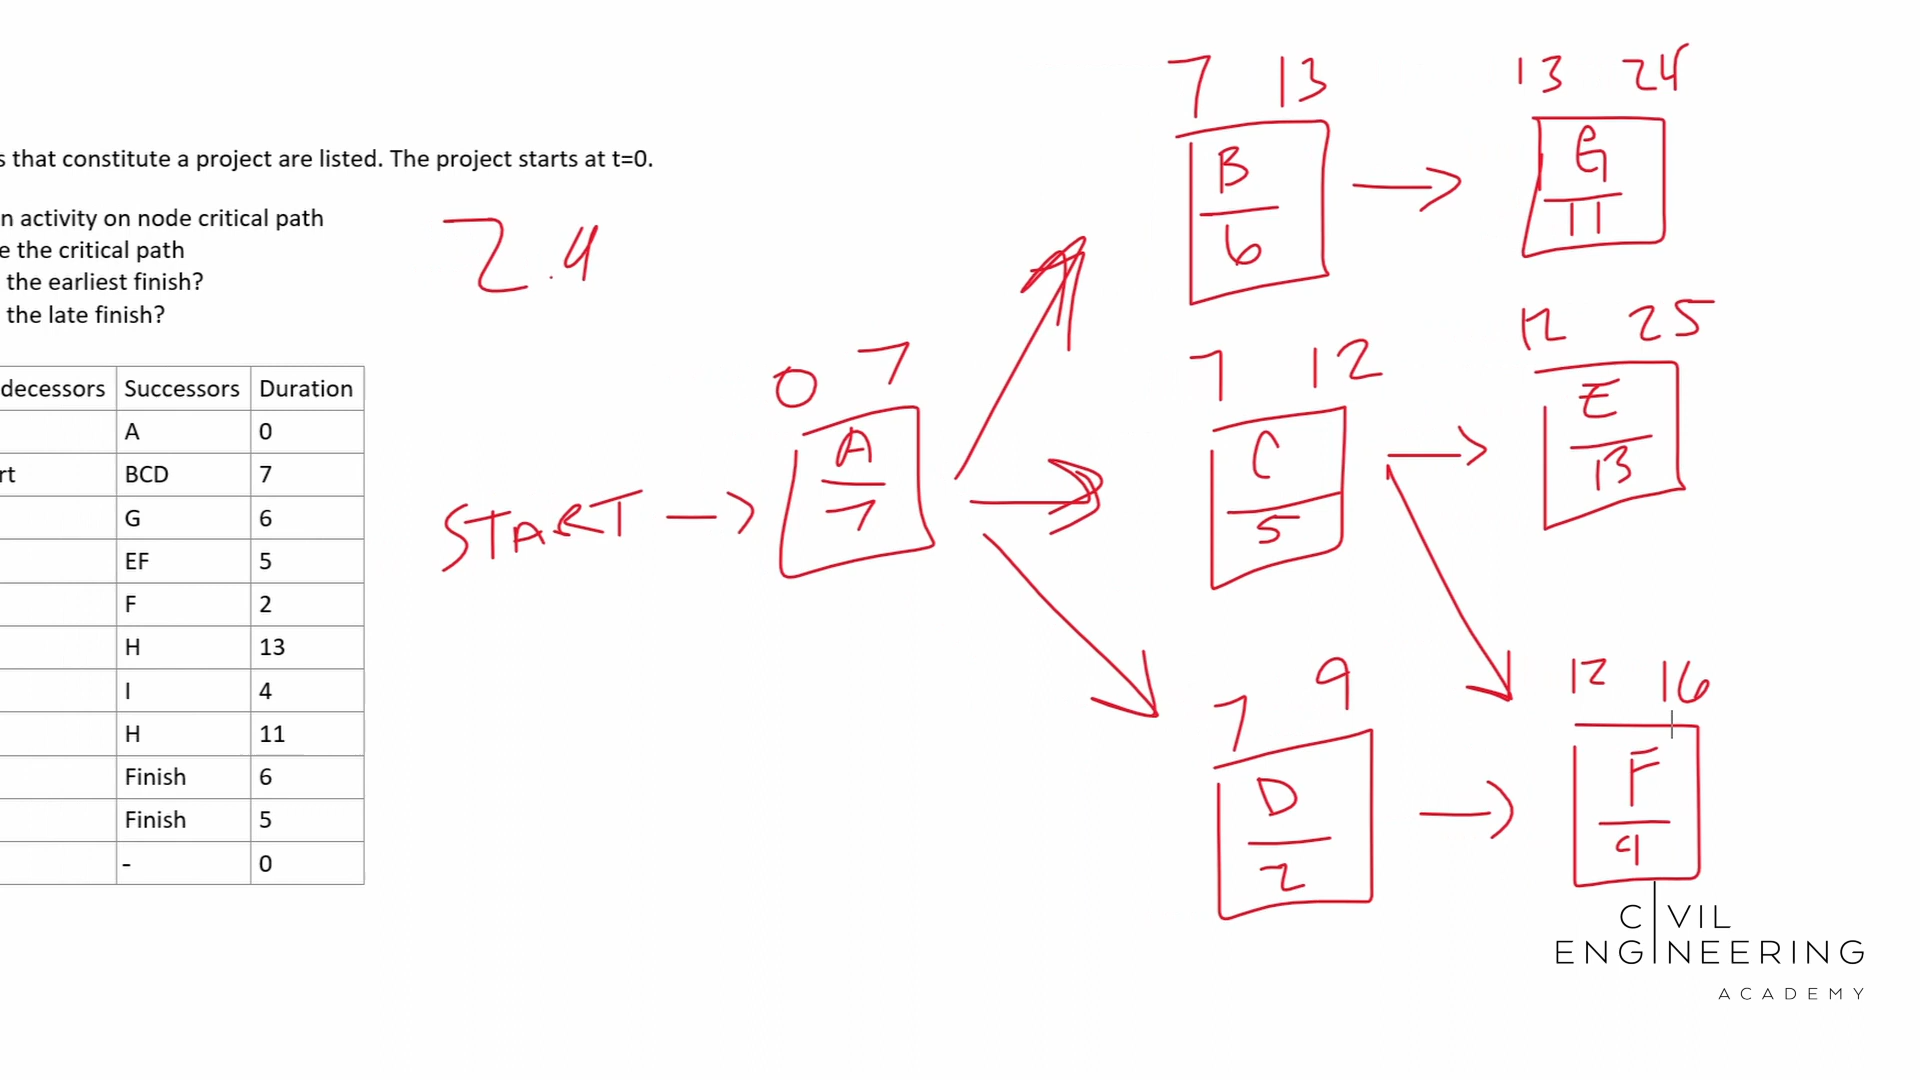 s that constitute a project are listed. The project starts at t=0.
n activity on node critical path
e the critical path
the earliest finish?
the late finish?
2.4
decessors Successors Duration
A 0
rt BCD 7
G 6
EF 5
F 2
H 13
I 4
H 11
Finish 6
Finish 5
- 0
START
0 7
A
7
7 13
B
6
13 24
G
11
7 12
C
5
12 25
E
13
7 9
D
2
12 16
F
4
CIVIL
ENGINEERING
ACADEMY